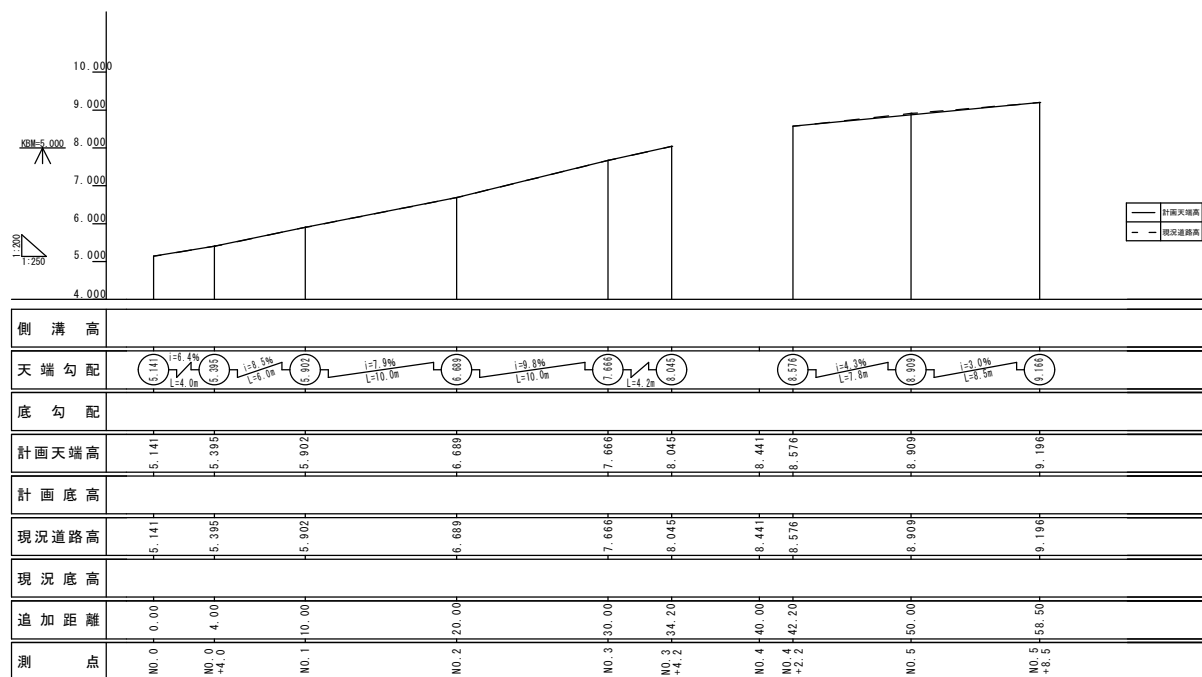 10.000
9.000
8.000
7.000
6.000
5.000
4.000
KBM=5.000
1:200
1:250
計画天端高
現況道路高
側溝高
天端勾配
5.141
i=6.4%
L=4.0m
5.395
i=8.5%
L=6.0m
5.902
i=7.9%
L=10.0m
6.689
i=9.8%
L=10.0m
7.666
L=4.2m
8.045
8.576
i=4.3%
L=7.8m
8.909
i=3.0%
L=8.5m
9.166
底勾配
計画天端高
5.141
5.395
5.902
6.689
7.666
8.045
8.441
8.576
8.909
9.196
計画底高
現況道路高
5.141
5.395
5.902
6.689
7.666
8.045
8.441
8.576
8.909
9.196
現況底高
追加距離
0.00
4.00
10.00
20.00
30.00
34.20
40.00
42.20
50.00
58.50
測点
NO.0
NO.0
+4.0
NO.1
NO.2
NO.3
NO.3
+4.2
NO.4
NO.4
+2.2
NO.5
NO.5
+8.5